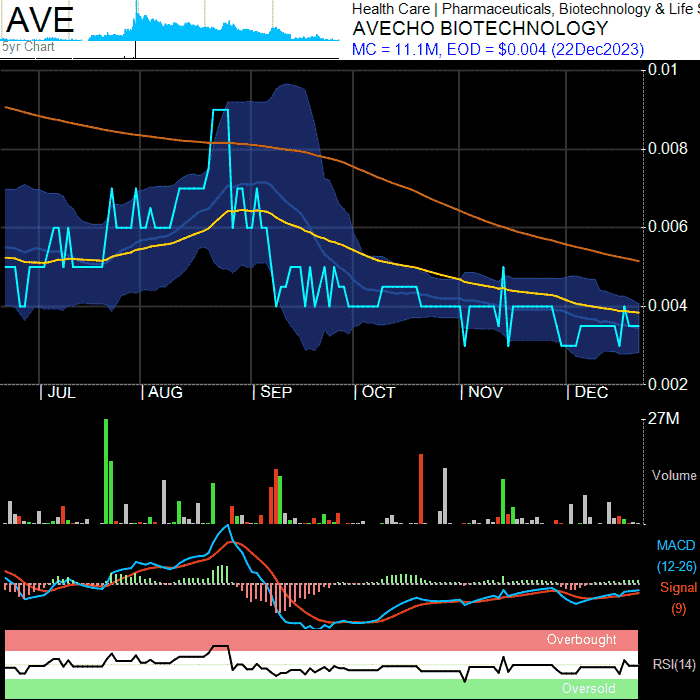 AVE
5yr Chart
Health Care | Pharmaceuticals, Biotechnology & Life
AVECHO BIOTECHNOLOGY
MC = 11.1M, EOD = $0.004 (22Dec2023)
0.01
0.008
0.006
0.004
0.002
| JUL | AUG | SEP | OCT | NOV | DEC
27M
Volume
MACD
(12-26)
Signal
(9)
Overbought
RSI(14)
Oversold